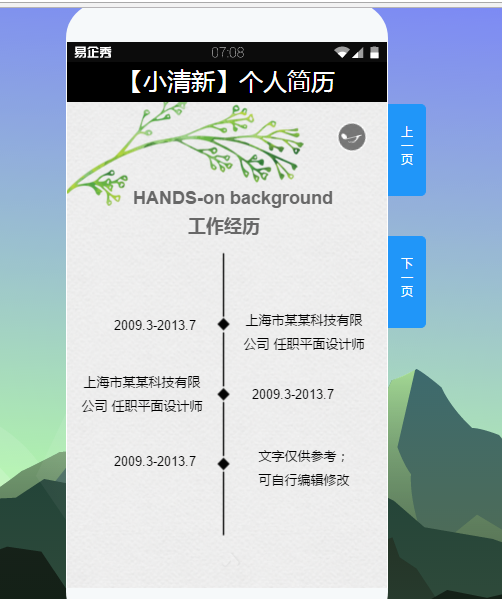 易企秀 07:08
【小清新】个人简历
上一页
HANDS-on background
工作经历
下一页
2009.3-2013.7
上海市某某科技有限
公司 任职平面设计师
上海市某某科技有限
公司 任职平面设计师
2009.3-2013.7
2009.3-2013.7
文字仅供参考；
可自行编辑修改